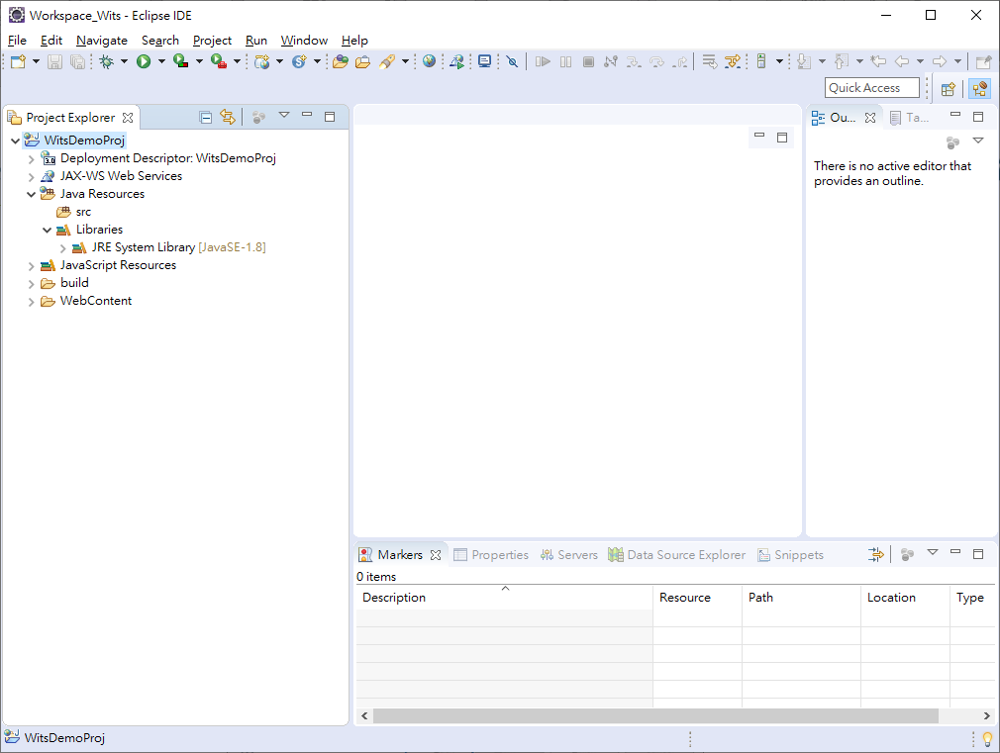 Workspace_Wits - Eclipse IDE
File Edit Navigate Search Project Run Window Help
Quick Access
Project Explorer
WitsDemoProj
3.0 Deployment Descriptor: WitsDemoProj
JAX-WS Web Services
Java Resources
src
Libraries
JRE System Library [JavaSE-1.8]
JavaScript Resources
build
WebContent
Ou... Ta...
There is no active editor that
provides an outline.
Markers Properties Servers Data Source Explorer Snippets
0 items
Description Resource Path Location Type
WitsDemoProj